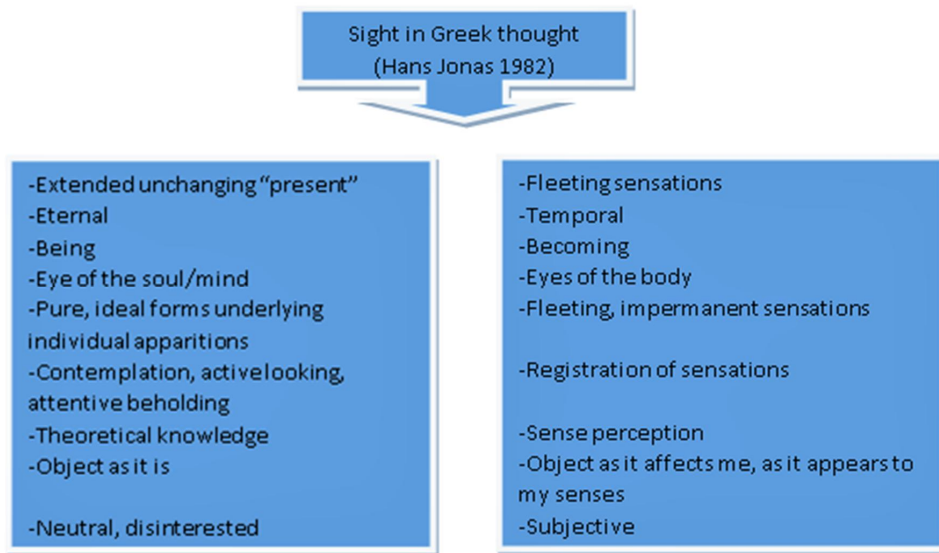 Sight in Greek thought
(Hans Jonas 1982)
-Extended unchanging “present”
-Eternal
-Being
-Eye of the soul/mind
-Pure, ideal forms underlying
individual apparitions
-Contemplation, active looking,
attentive beholding
-Theoretical knowledge
-Object as it is
-Neutral, disinterested
-Fleeting sensations
-Temporal
-Becoming
-Eyes of the body
-Fleeting, impermanent sensations
-Registration of sensations
-Sense perception
-Object as it affects me, as it appears to
my senses
-Subjective